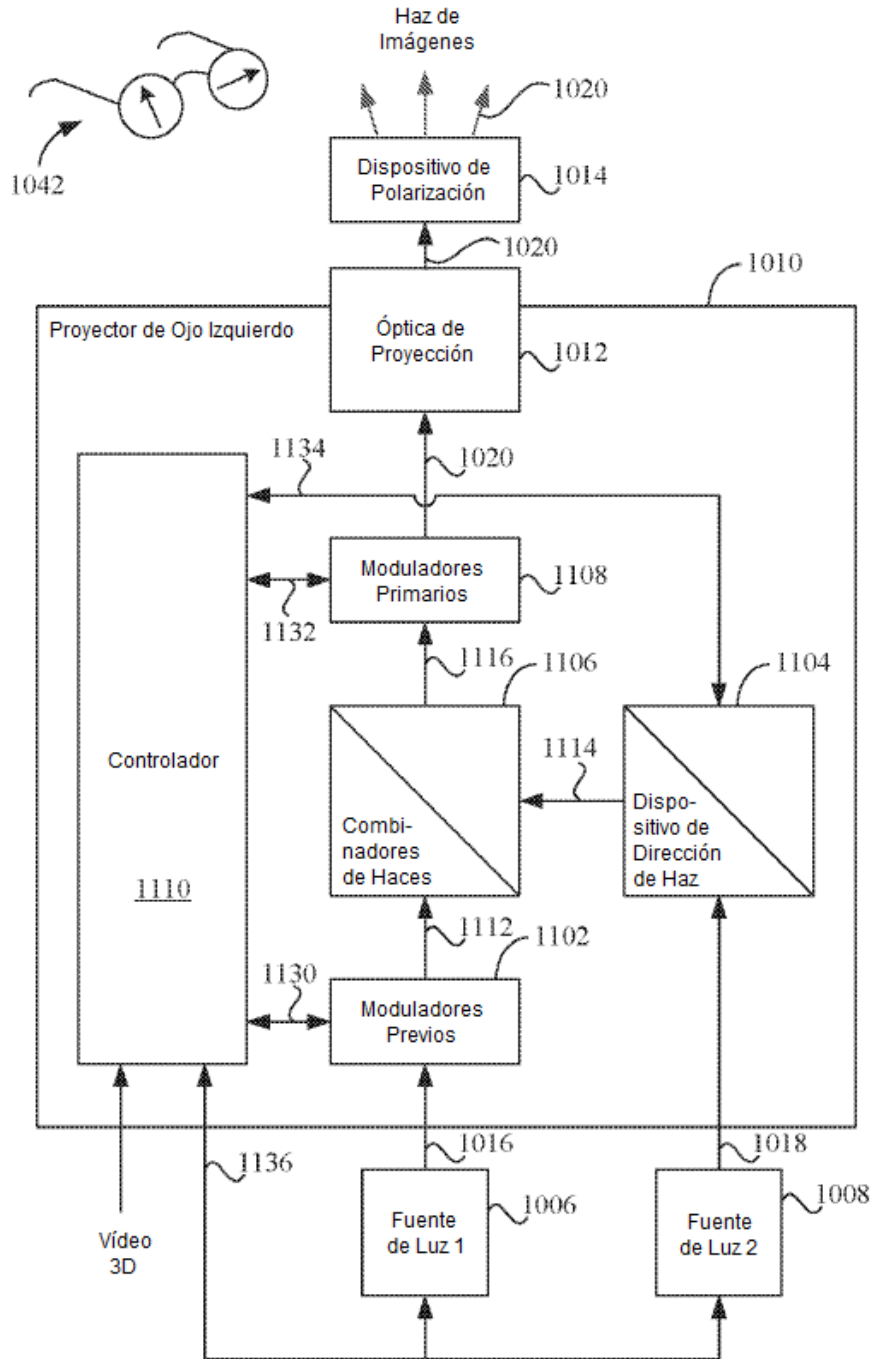 Haz de
Imágenes
1020
1042
Dispositivo de
Polarización
1014
1020
1010
Proyector de Ojo Izquierdo
Óptica de
Proyección
1012
1134
1020
Moduladores
Primarios
1108
1132
1116
1106
1104
Controlador
1110
1114
Combi-
nadores
de Haces
Dispo-
sitivo de
Dirección
de Haz
1112
1102
1130
Moduladores
Previos
1136
1016
1018
Vídeo
3D
Fuente
de Luz 1
1006
Fuente
de Luz 2
1008